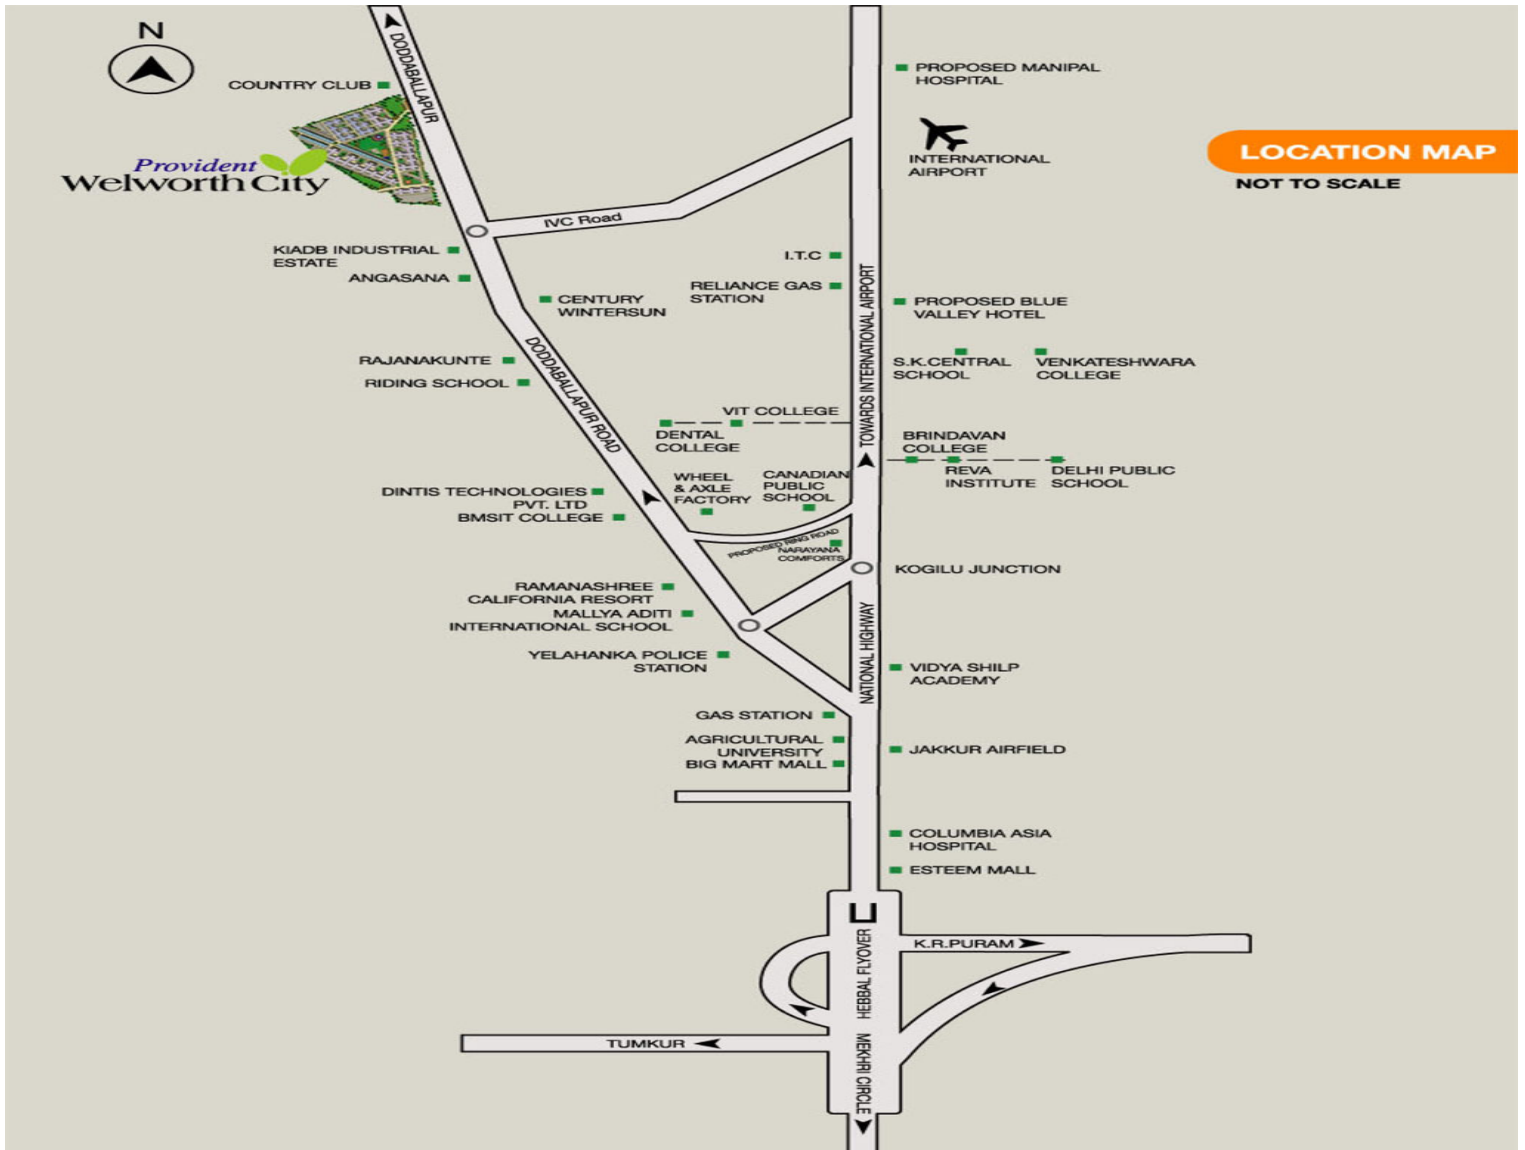 N
DODDABALLAPUR
COUNTRY CLUB
PROPOSED MANIPAL
HOSPITAL
Provident
Welworth City
INTERNATIONAL
AIRPORT
LOCATION MAP
NOT TO SCALE
IVC Road
KIADB INDUSTRIAL
ESTATE
ANGASANA
CENTURY
WINTERSUN
I.T.C
RELIANCE GAS
STATION
TOWARDS INTERNATIONAL AIRPORT
PROPOSED BLUE
VALLEY HOTEL
RAJANAKUNTE
RIDING SCHOOL
DODDABALLAPUR ROAD
S.K.CENTRAL
SCHOOL
VENKATESHWARA
COLLEGE
VIT COLLEGE
DENTAL
COLLEGE
BRINDAVAN
COLLEGE
REVA
INSTITUTE
DELHI PUBLIC
SCHOOL
WHEEL
& AXLE
FACTORY
CANADIAN
PUBLIC
SCHOOL
DINTIS TECHNOLOGIES
PVT. LTD
BMSIT COLLEGE
PROPOSED RING ROAD
NARAYANA
COMFORTS
KOGILU JUNCTION
RAMANASHREE
CALIFORNIA RESORT
MALLYA ADITI
INTERNATIONAL SCHOOL
NATIONAL HIGHWAY
YELAHANKA POLICE
STATION
VIDYA SHILP
ACADEMY
GAS STATION
AGRICULTURAL
UNIVERSITY
BIG MART MALL
JAKKUR AIRFIELD
COLUMBIA ASIA
HOSPITAL
ESTEEM MALL
HEBBAL FLYOVER
K.R.PURAM
TUMKUR
MEKHRI CIRCLE